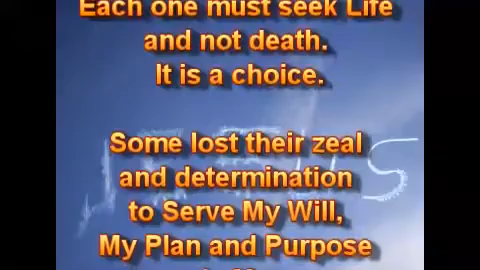 Each one must seek Life
and not death.
It is a choice.
Some lost their zeal
and determination
to Serve My Will,
My Plan and Purpose
JESUS